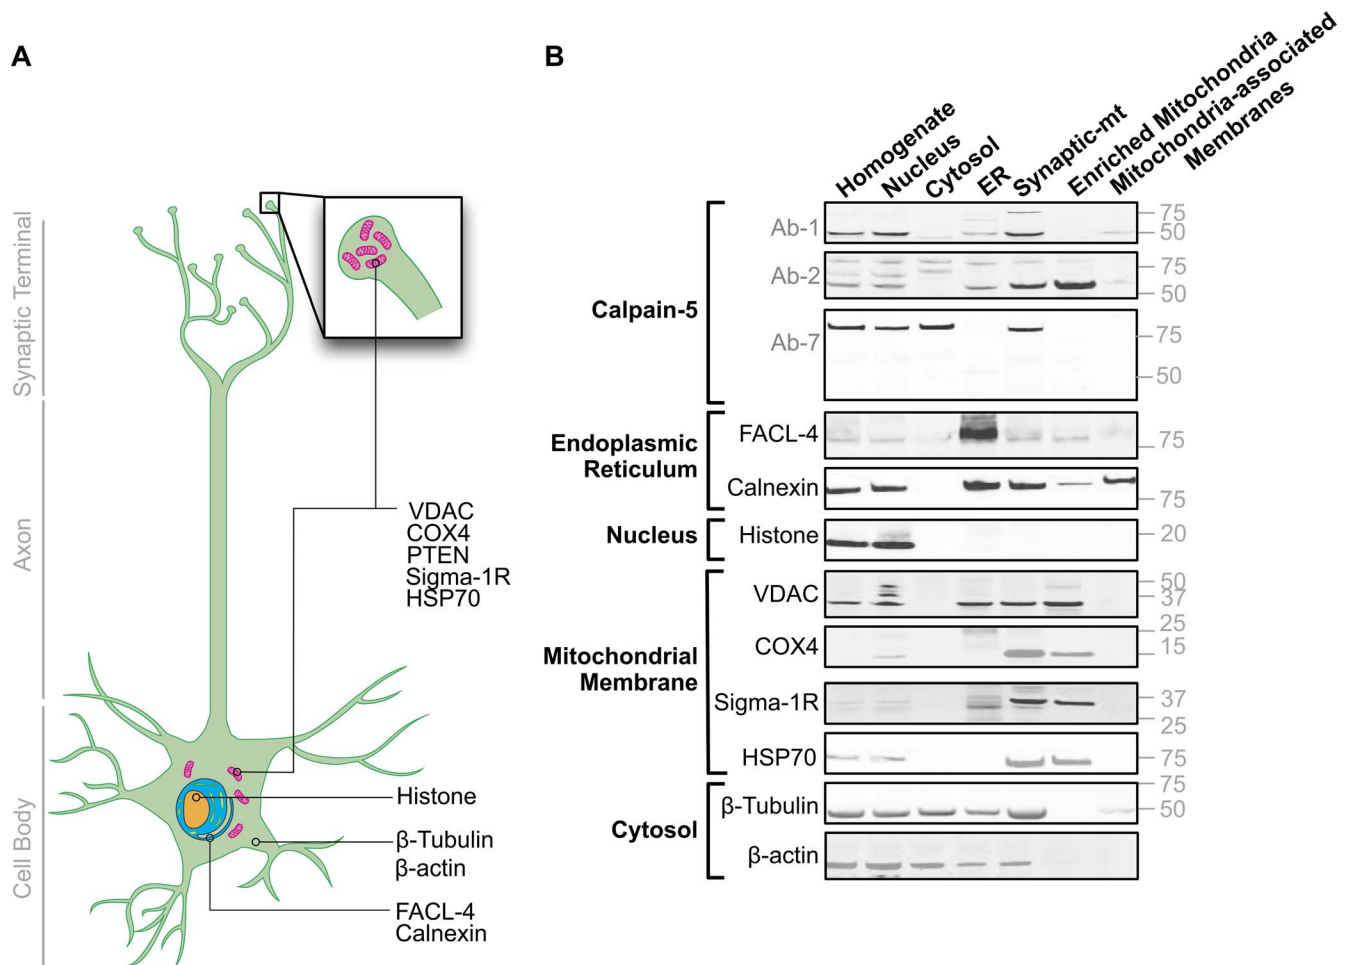 A
Synaptic Terminal
Axon
Cell Body
VDAC
COX4
PTEN
Sigma-1R
HSP70
Histone
β-Tubulin
β-actin
FACL-4
Calnexin
B
Homogenate
Nucleus
Cytosol
ER
Synaptic-mt
Enriched Mitochondria
Mitochondria-associated
Membranes
Calpain-5
Ab-1
75
50
Ab-2
75
50
Ab-7
75
50
Endoplasmic
Reticulum
FACL-4
75
Calnexin
75
Nucleus
Histone
20
Mitochondrial
Membrane
VDAC
50
37
25
COX4
15
Sigma-1R
37
25
HSP70
75
Cytosol
β-Tubulin
75
50
β-actin